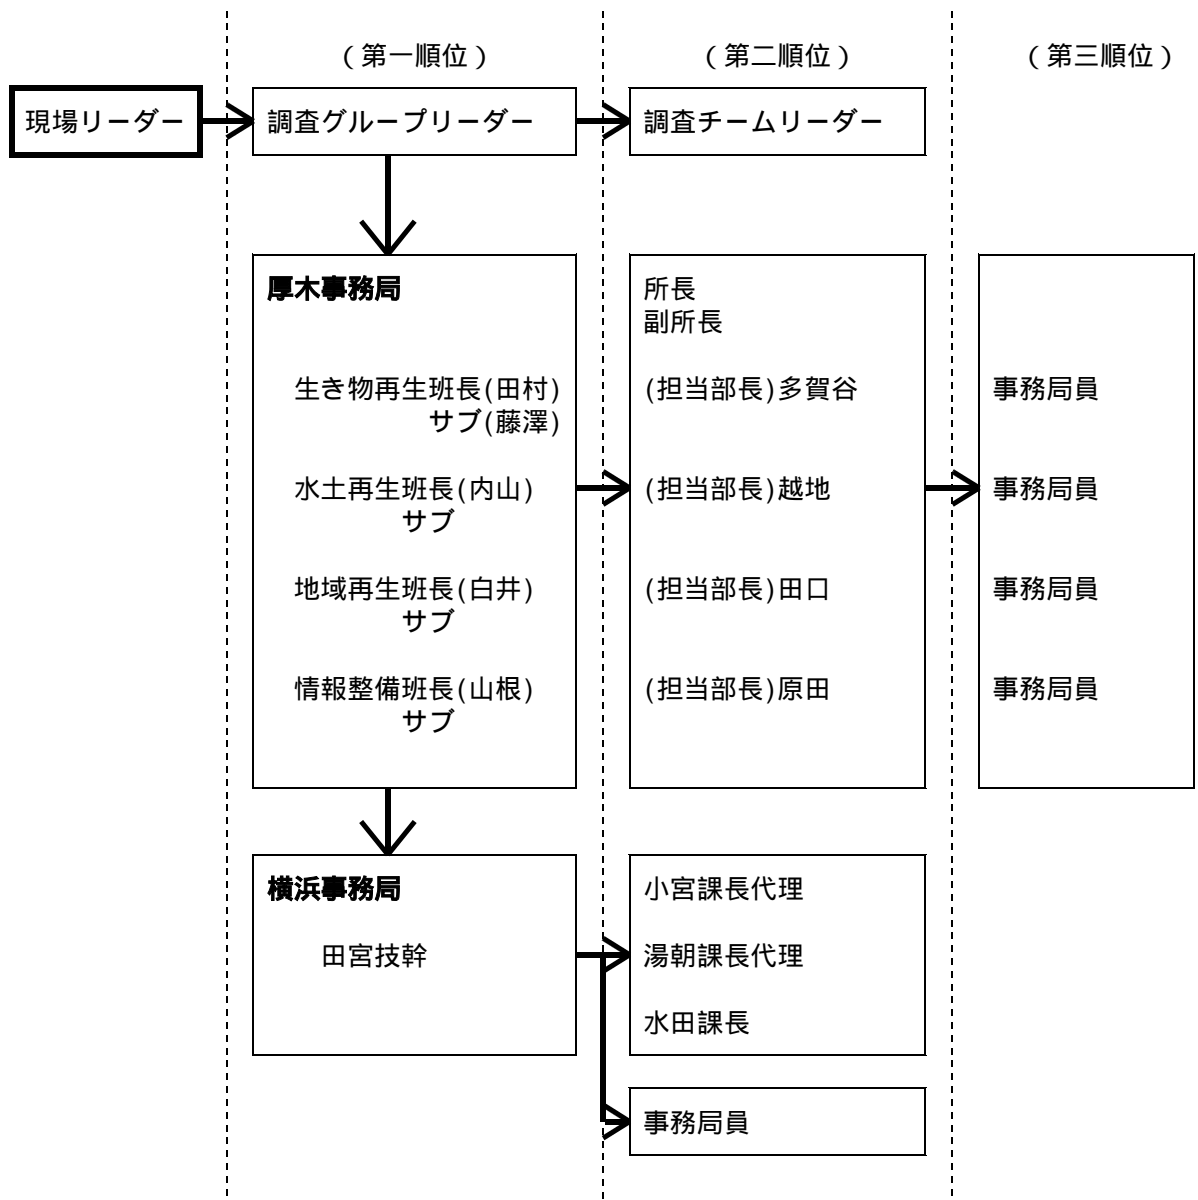 (第一順位)
(第二順位)
(第三順位)
現場リーダー
調査グループリーダー
調査チームリーダー
厚木事務局
生き物再生班長(田村)
サブ(藤澤)
水土再生班長(内山)
サブ
地域再生班長(白井)
サブ
情報整備班長(山根)
サブ
所長
副所長
(担当部長)多賀谷
(担当部長)越地
(担当部長)田口
(担当部長)原田
事務局員
事務局員
事務局員
事務局員
横浜事務局
田宮技幹
小宮課長代理
湯朝課長代理
水田課長
事務局員